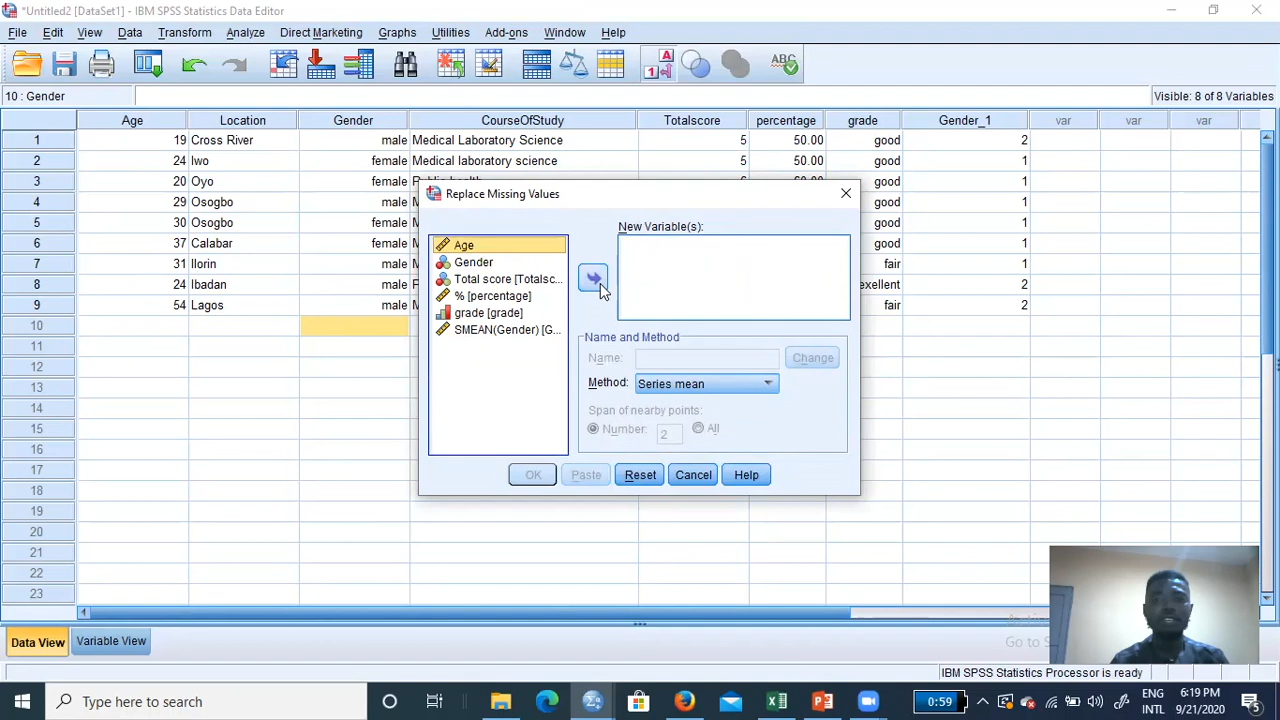 *Untitled2 [DataSet1] - IBM SPSS Statistics Data Editor
File Edit View Data Transform Analyze Direct Marketing Graphs Utilities Add-ons Window Help
10 : Gender Visible: 8 of 8 Variables
Age Location Gender CourseOfStudy Totalscore percentage grade Gender_1 var var var
1 19 Cross River male Medical Laboratory Science 5 50.00 good 2
2 24 Iwo female Medical laboratory science 5 50.00 good 1
3 20 Oyo female good 1
4 29 Osogbo good 1
5 30 Osogbo female good 1
6 37 Calabar female good 1
7 31 Ilorin male fair 2
8 24 Ibadan male excellent 2
9 54 Lagos male fair 2
10
11
12
13
14
15
16
17
18
19
20
21
22
23
Replace Missing Values
Age
Gender
Total score [Totalsc...
% [percentage]
grade [grade]
SMEAN(Gender) [G...
New Variable(s):
Name and Method
Name: Change
Method: Series mean
Span of nearby points:
Number: 2 All
OK Paste Reset Cancel Help
Go to S
Data View Variable View
IBM SPSS Statistics Processor is ready
Type here to search
0:59
ENG
INTL
6:19 PM
9/21/2020
5